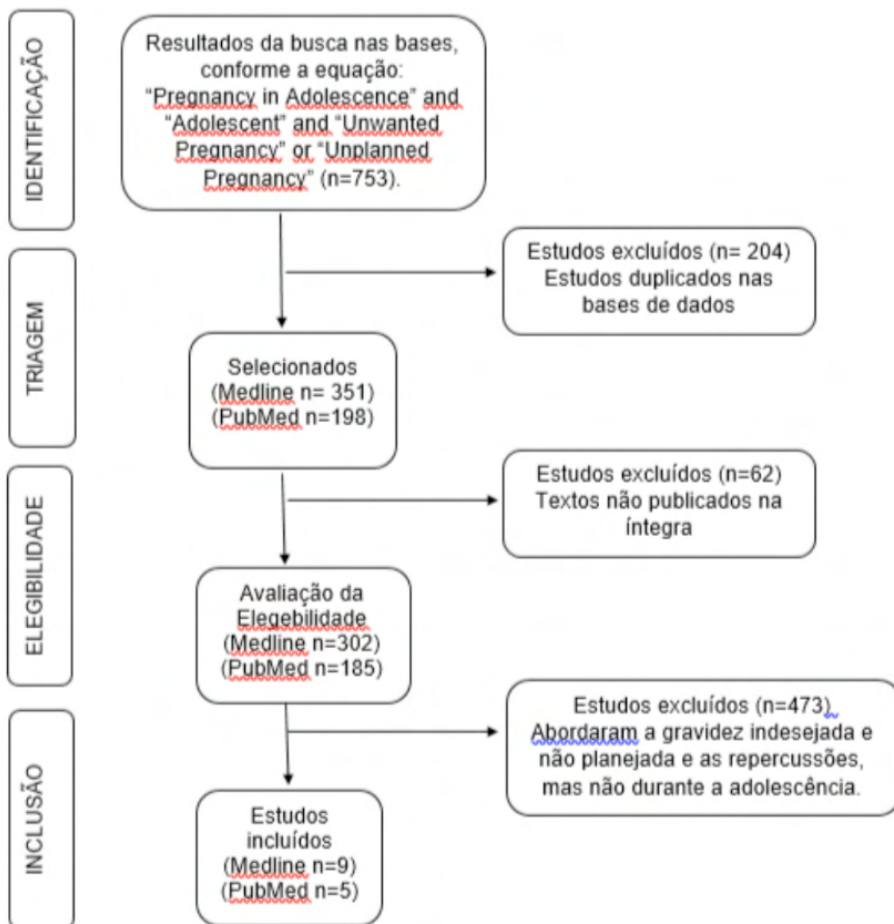 IDENTIFICAÇÃO
Resultados da busca nas bases,
conforme a equação:
“Pregnancy in Adolescence” and
“Adolescent” and “Unwanted
Pregnancy” or “Unplanned
Pregnancy” (n=753).
TRIAGEM
Estudos excluídos (n= 204)
Estudos duplicados nas
bases de dados
Selecionados
(Medline n= 351)
(PubMed n=198)
ELEGIBILIDADE
Estudos excluídos (n=62)
Textos não publicados na
íntegra
Avaliação da
Elegebilidade
(Medline n=302)
(PubMed n=185)
INCLUSÃO
Estudos excluídos (n=473)
Abordaram a gravidez indesejada e
não planejada e as repercussões,
mas não durante a adolescência.
Estudos
incluídos
(Medline n=9)
(PubMed n=5)